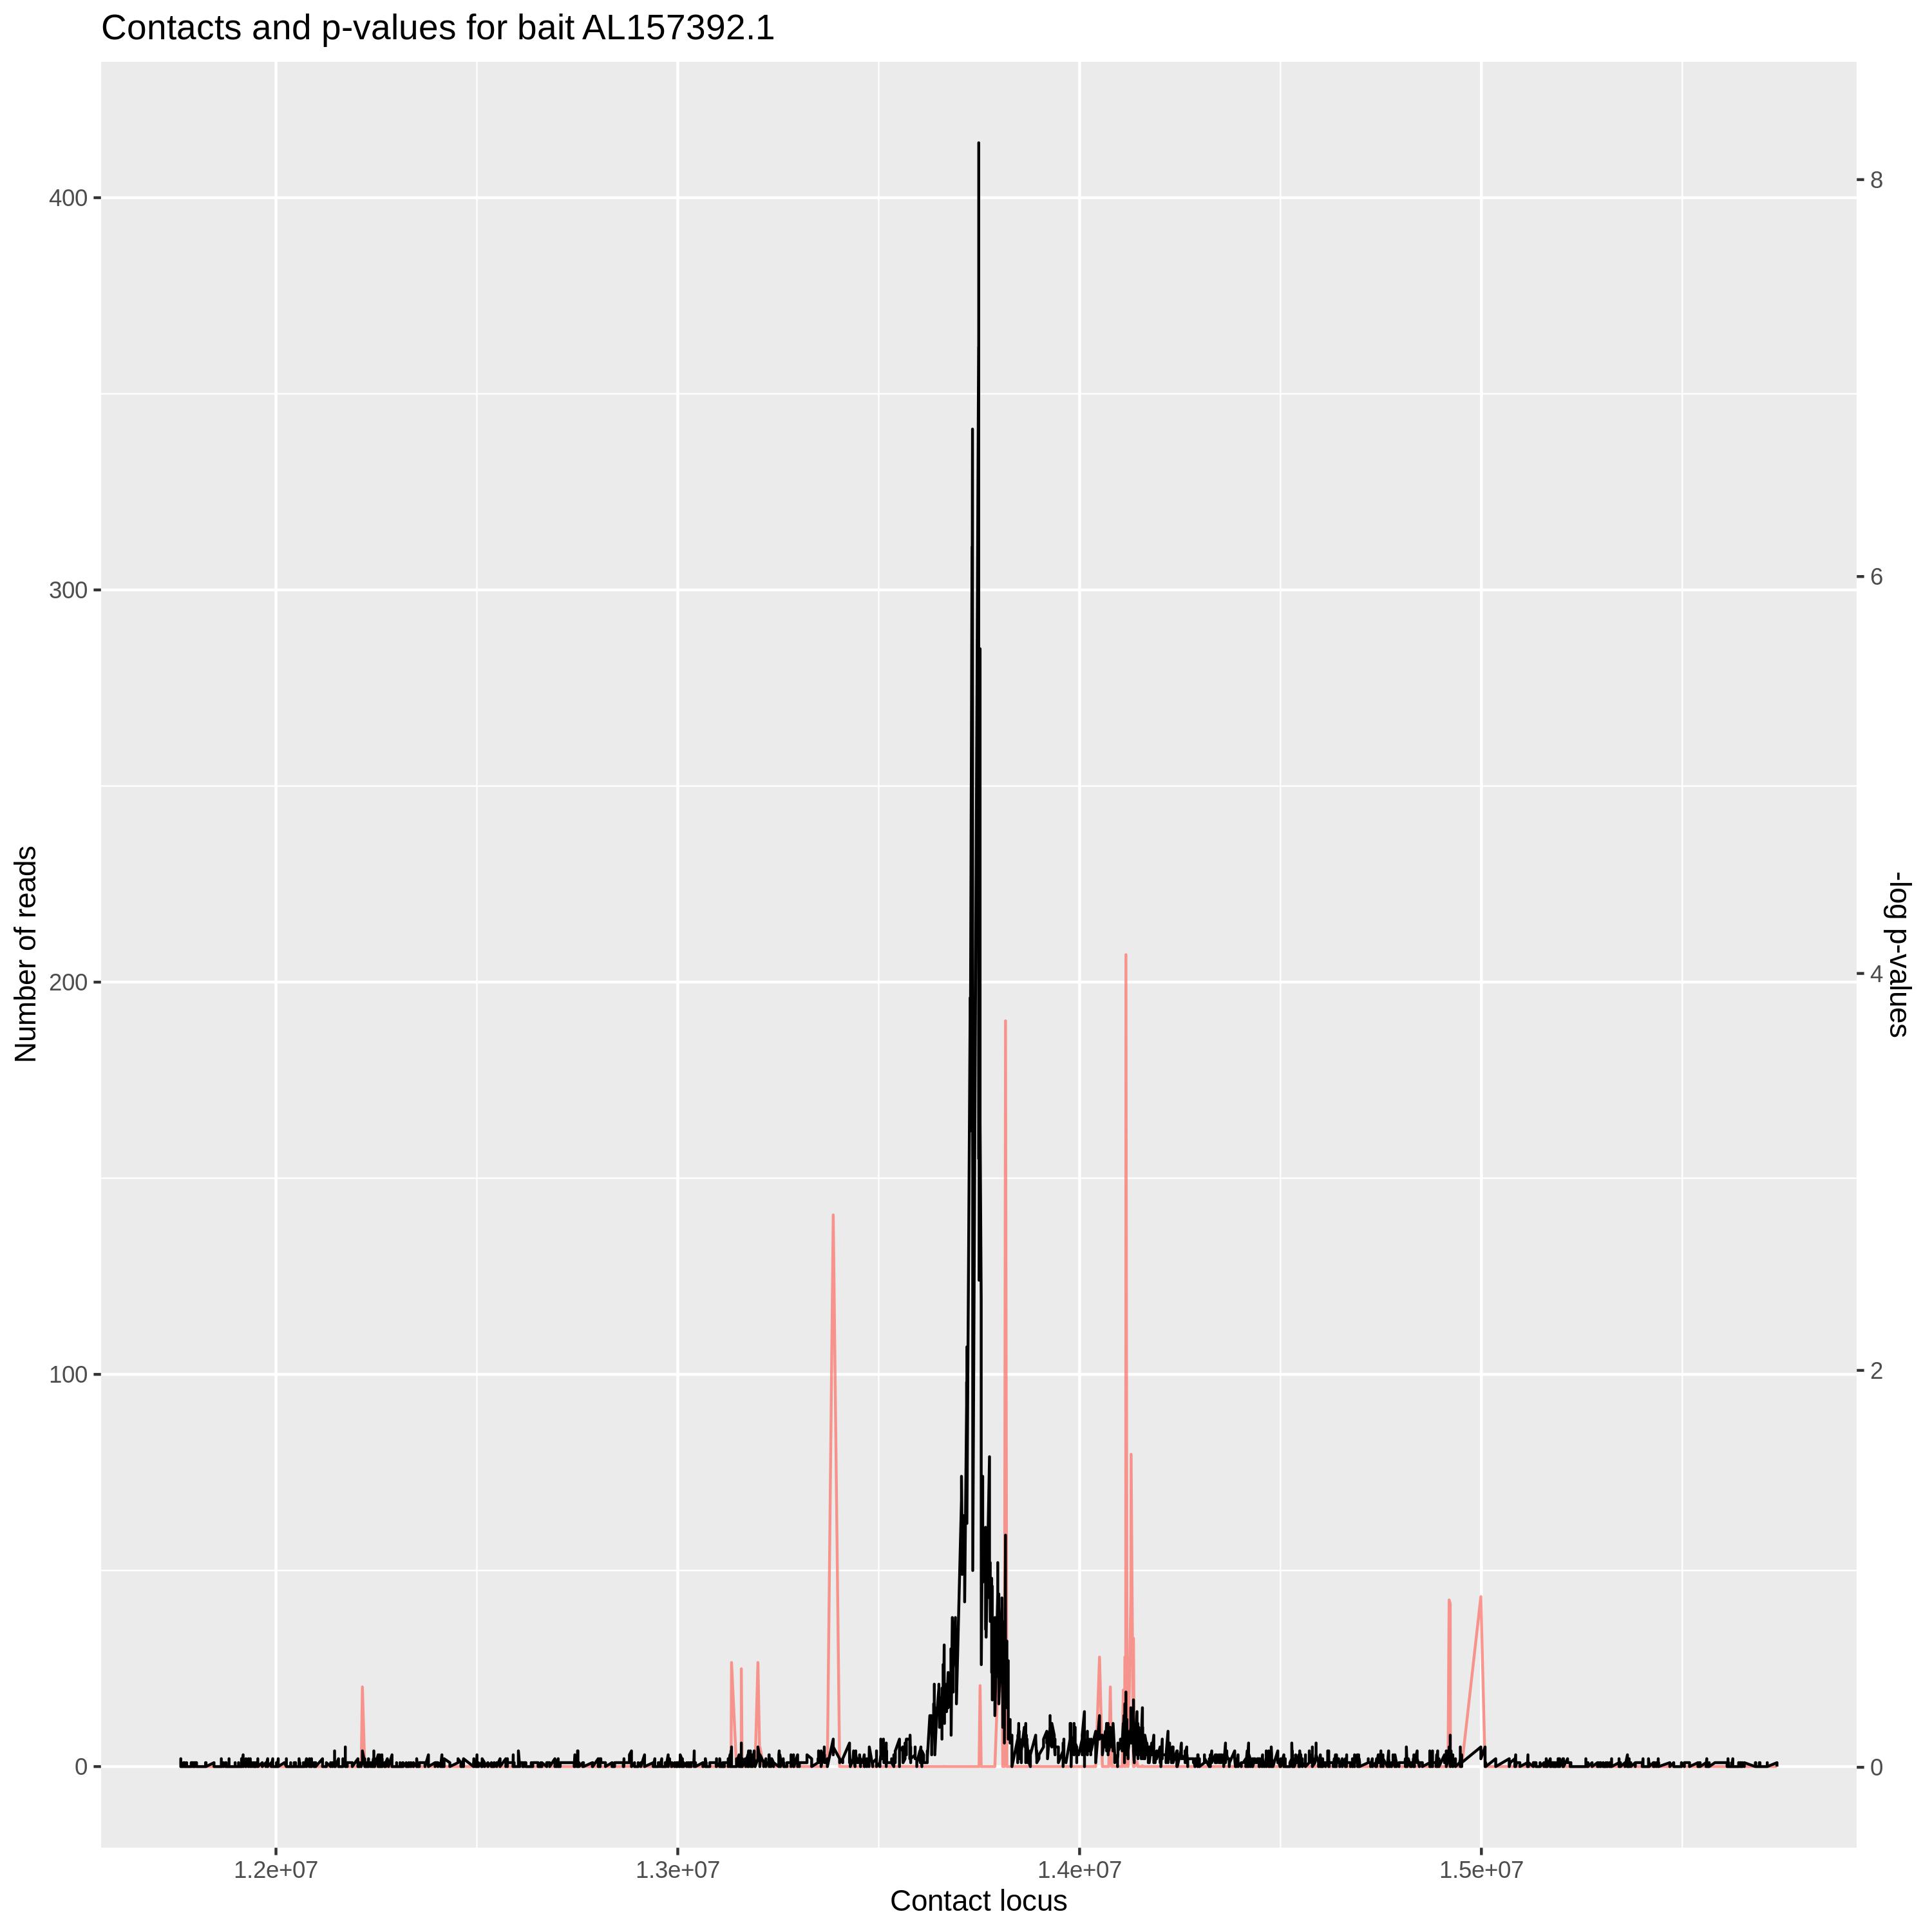 Contacts and p-values for bait AL157392.1
400
300
200
100
0
Number of reads
8
6
4
2
0
-log p-values
1.2e+07
1.3e+07
1.4e+07
1.5e+07
Contact locus